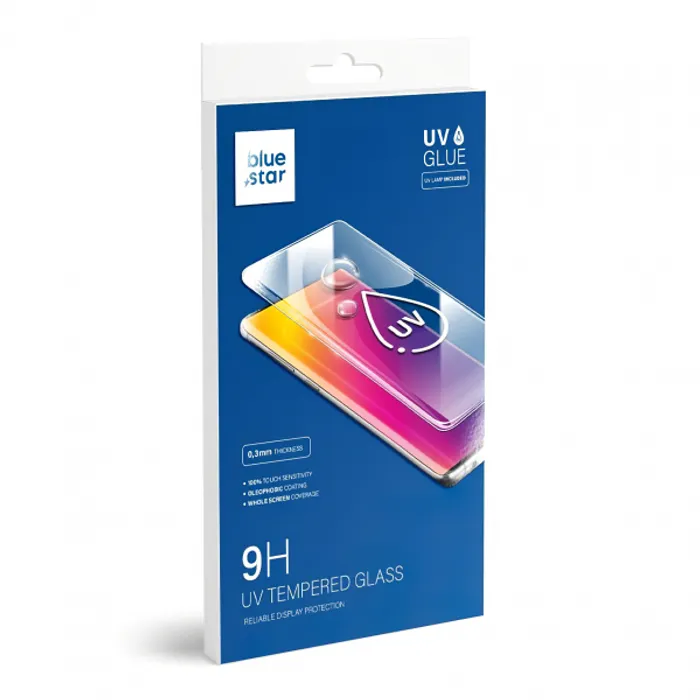 blue
star
UV
GLUE
UV LAMP INCLUDED
UV
0,3mm THICKNESS
• 100% TOUCH SENSITIVITY
• OLEOPHOBIC COATING
• WHOLE SCREEN COVERAGE
9H
UV TEMPERED GLASS
RELIABLE DISPLAY PROTECTION